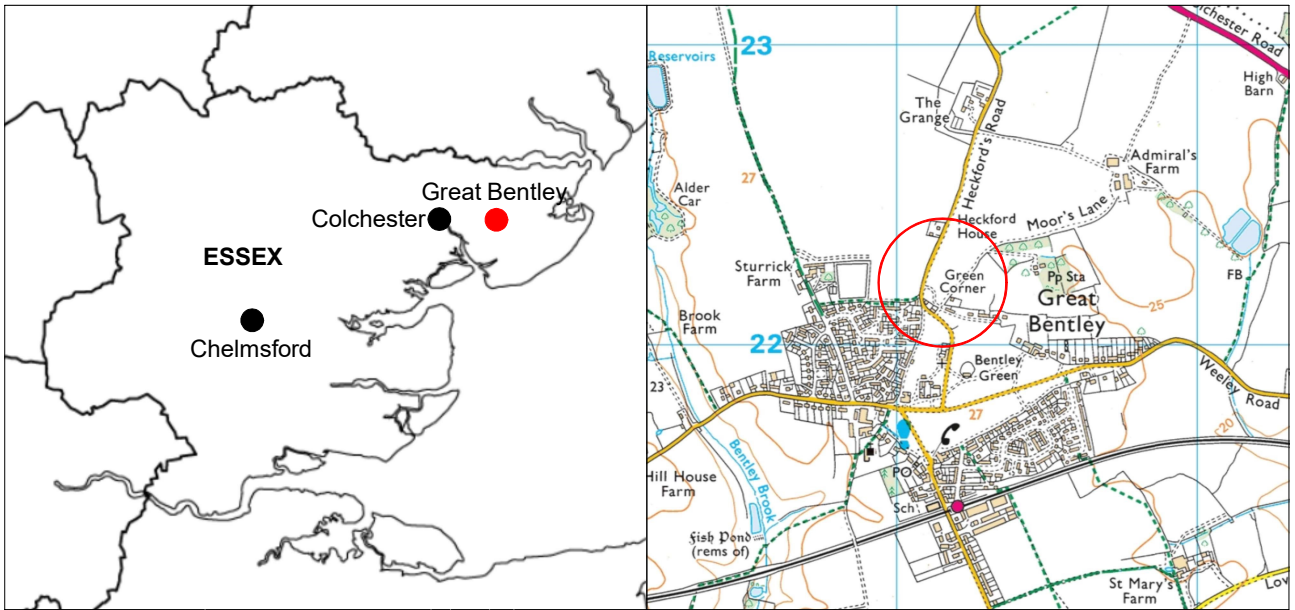 Great Bentley
Colchester
ESSEX
Chelmsford
23
Reservoirs
lchester Road
High
Barn
The
Grange
Heckford's Road
Admiral's
Farm
27
Alder
Car
Heckford
House
Moor's Lane
Sturrick
Farm
Green
Corner
Pp Sta
FB
Great
Bentley
25
Brook
Farm
22
23
Bentley
Green
Weeley Road
27
20
Bentley Brook
Hill House
Farm
PO
Sch
Fish Pond
(rems of)
St Mary's
Farm
Lov